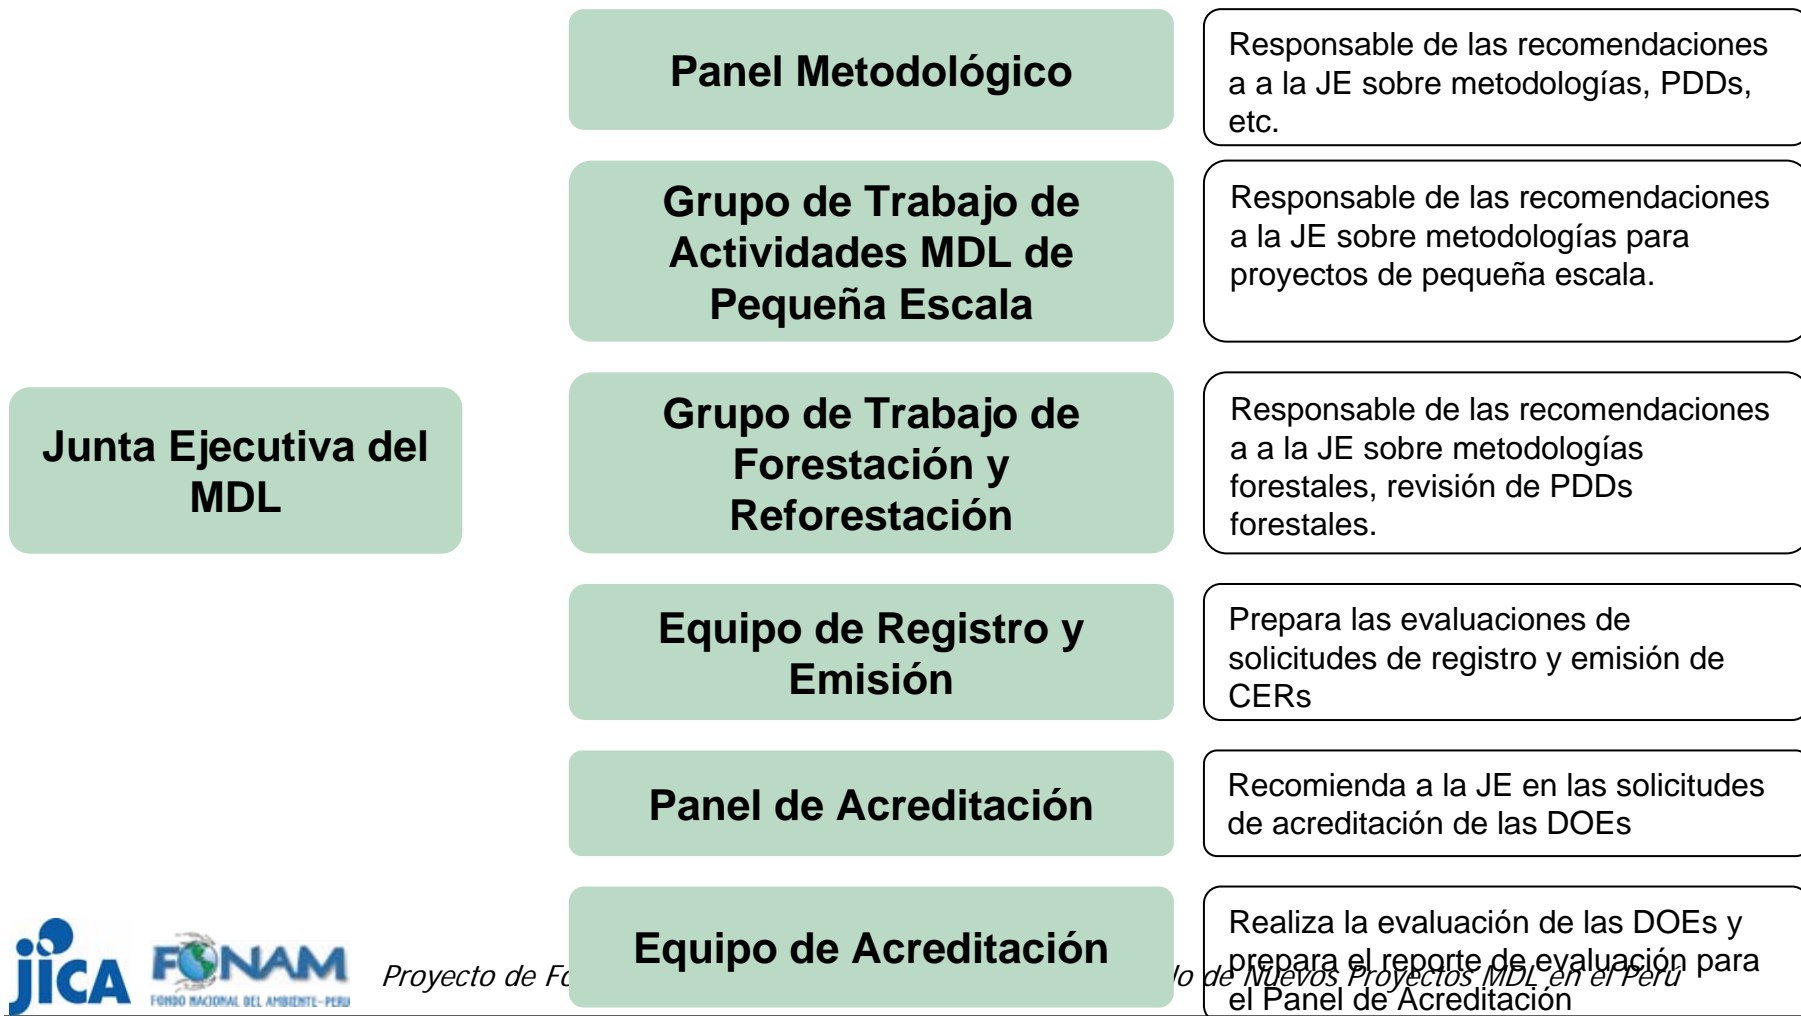 Panel Metodológico
Responsable de las recomendaciones
a a la JE sobre metodologías, PDDs,
etc.
Grupo de Trabajo de
Actividades MDL de
Pequeña Escala
Responsable de las recomendaciones
a la JE sobre metodologías para
proyectos de pequeña escala.
Junta Ejecutiva del
MDL
Grupo de Trabajo de
Forestación y
Reforestación
Responsable de las recomendaciones
a a la JE sobre metodologías
forestales, revisión de PDDs
forestales.
Equipo de Registro y
Emisión
Prepara las evaluaciones de
solicitudes de registro y emisión de
CERs
Panel de Acreditación
Recomienda a la JE en las solicitudes
de acreditación de las DOEs
Equipo de Acreditación
Realiza la evaluación de las DOEs y
prepara el reporte de evaluación para
el Panel de Acreditación
jICA
FONAM
FONDO NACIONAL DEL AMBIENTE-PERU
Proyecto de Fo
lo de Nuevos Proyectos MDL en el Perú